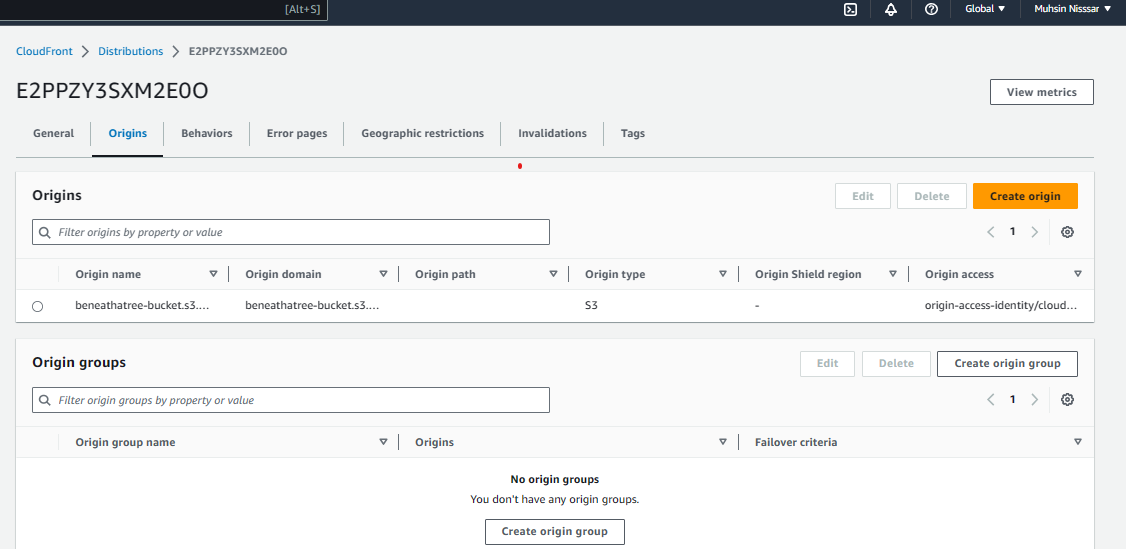 [Alt+S] Global Muhsin Nisssar
CloudFront Distributions E2PPZY3SXM2E0O
E2PPZY3SXM2E0O View metrics
General Origins Behaviors Error pages Geographic restrictions Invalidations Tags
Origins Edit Delete Create origin
Filter origins by property or value 1
Origin name Origin domain Origin path Origin type Origin Shield region Origin access
beneathatree-bucket.s3.... beneathatree-bucket.s3.... S3 - origin-access-identity/cloud...
Origin groups Edit Delete Create origin group
Filter origin groups by property or value 1
Origin group name Origins Failover criteria
No origin groups
You don't have any origin groups.
Create origin group